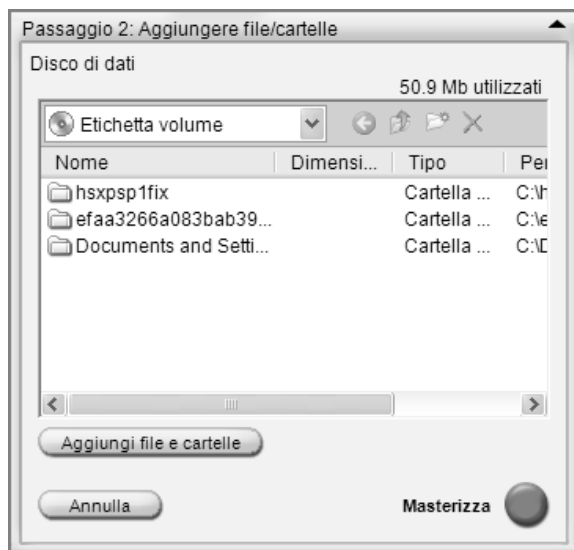 Passaggio 2: Aggiungere file/cartelle
Disco di dati
50.9 Mb utilizzati
Etichetta volume
Nome Dimensi... Tipo Per
hsxpsp1fix Cartella ... C:\h
efaa3266a083bab39... Cartella ... C:\e
Documents and Setti... Cartella ... C:\D
Aggiungi file e cartelle
Annulla Masterizza